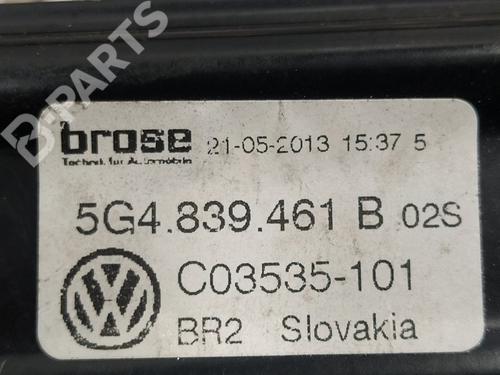 B-PARTS
brose 21-05-2013 15:37 5
Technik für Automobile
5G4.839.461 B 02S
C03535-101
BR2 Slovakia